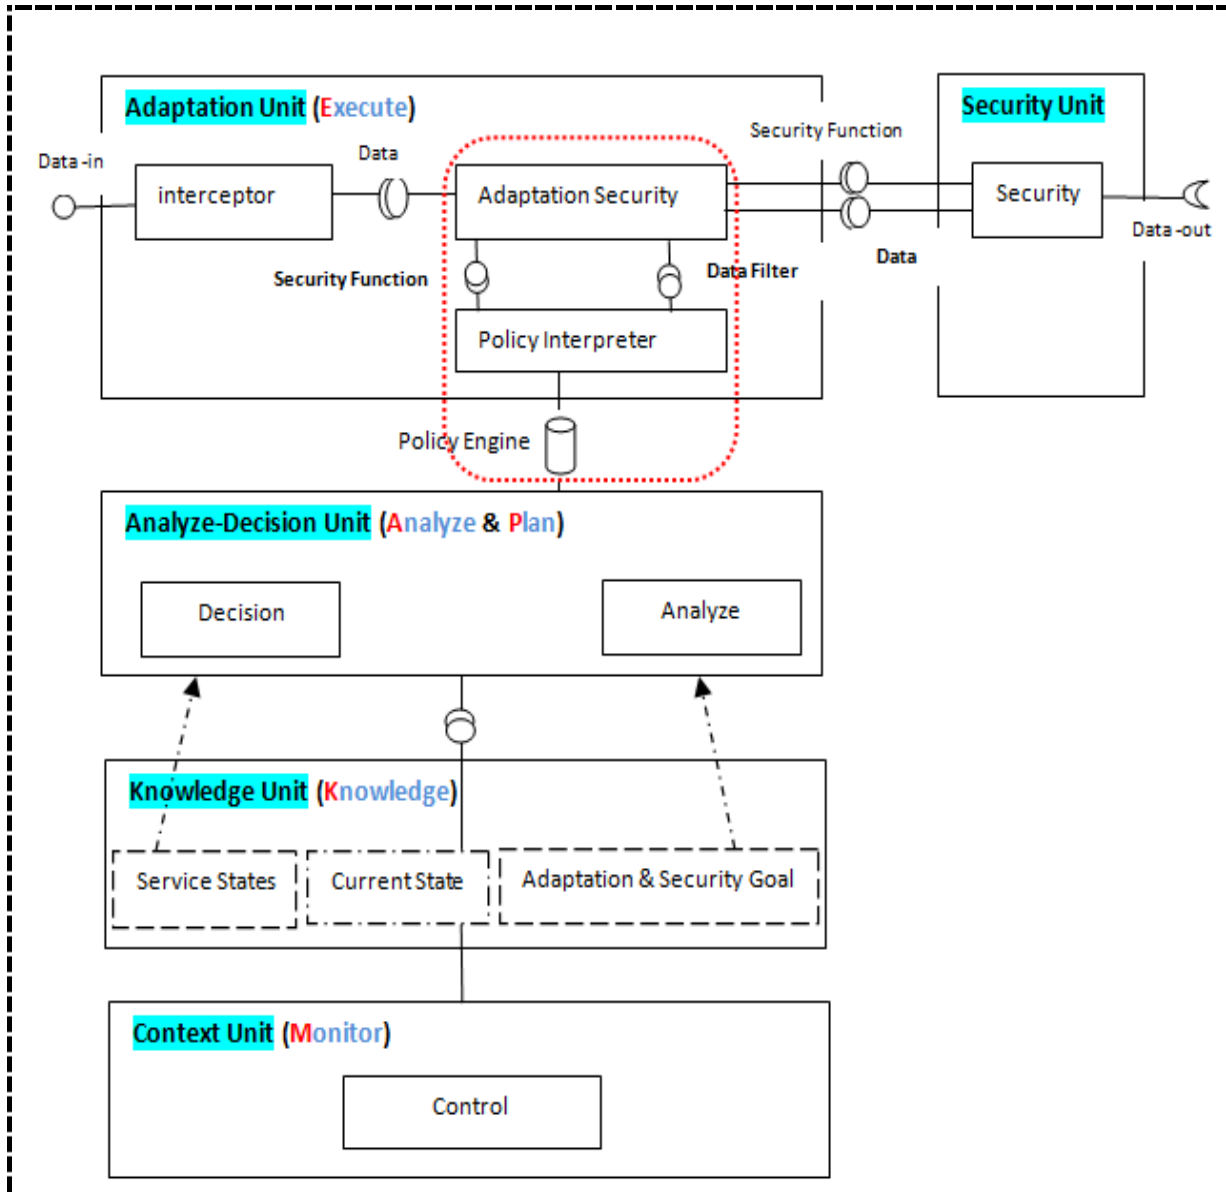 Adaptation Unit (Execute)
Security Unit
Security Function
Data -in
Data
interceptor
Adaptation Security
Security
Data -out
Security Function
Data Filter
Data
Policy Interpreter
Policy Engine
Analyze-Decision Unit (Analyze & Plan)
Decision
Analyze
Knowledge Unit (Knowledge)
Service States
Current State
Adaptation & Security Goal
Context Unit (Monitor)
Control